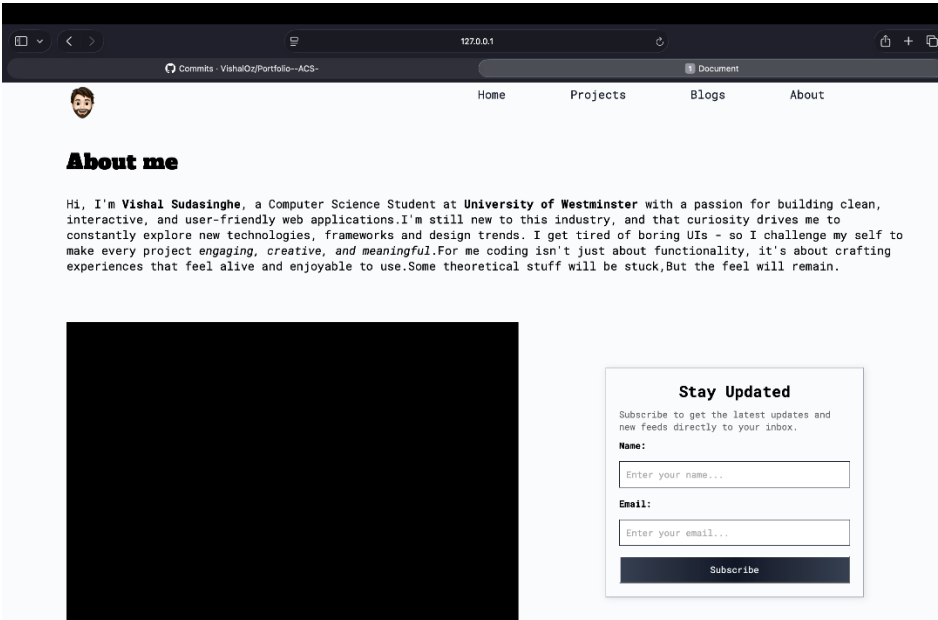 127.0.0.1
Commits · VishalOz/Portfolio--ACS-
1 Document
Home Projects Blogs About
About me
Hi, I'm Vishal Sudasinghe, a Computer Science Student at University of Westminster with a passion for building clean,
interactive, and user-friendly web applications.I'm still new to this industry, and that curiosity drives me to
constantly explore new technologies, frameworks and design trends. I get tired of boring UIs - so I challenge my self to
make every project engaging, creative, and meaningful.For me coding isn't just about functionality, it's about crafting
experiences that feel alive and enjoyable to use.Some theoretical stuff will be stuck,But the feel will remain.
Stay Updated
Subscribe to get the latest updates and
new feeds directly to your inbox.
Name:
Enter your name...
Email:
Enter your email...
Subscribe